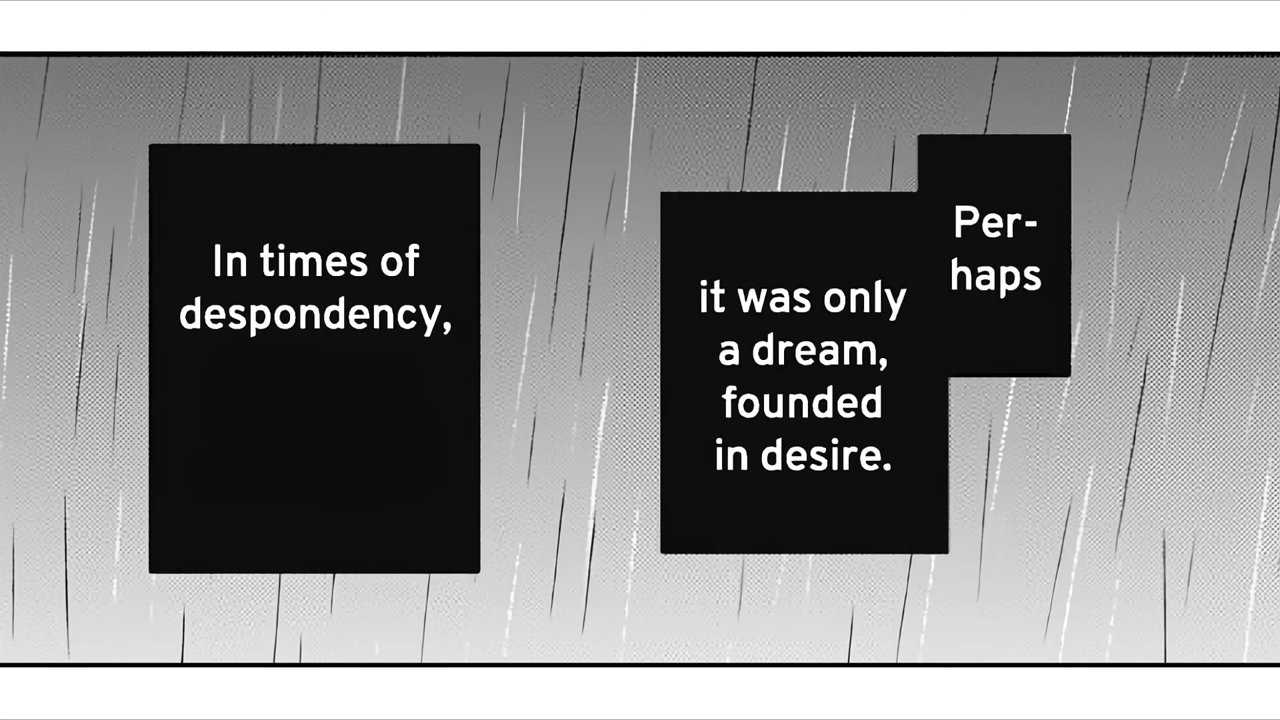 Per-
haps
it was only
a dream,
founded
in desire.
In times of
despondency,